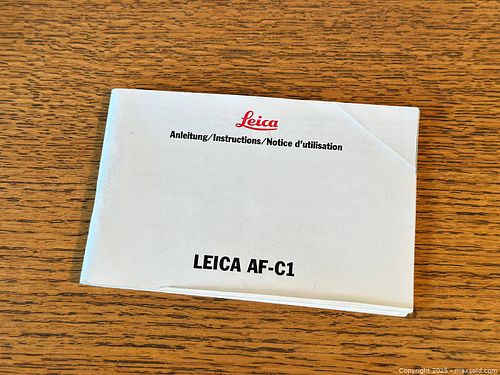 Leica
Anleitung/Instructions/Notice d'utilisation
LEICA AF-C1
Copyright 2025 - maxsold.com